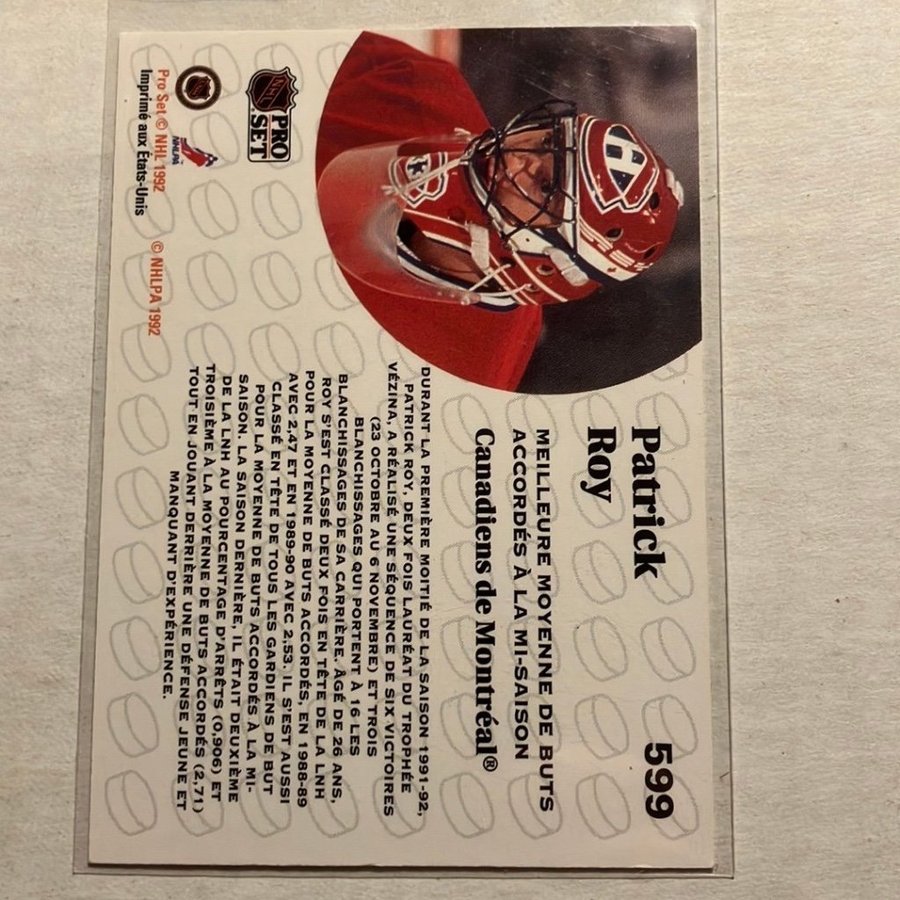 Patrick
Roy
599
MEILLEURE MOYENNE DE BUTS
ACCORDÉS À LA MI-SAISON
Canadiens de Montréal®
DURANT LA PREMIÈRE MOITIÉ DE LA SAISON 1991-92,
PATRICK ROY, DEUX FOIS LAURÉAT DU TROPHÉE
VÉZINA, A RÉALISÉ UNE SÉQUENCE DE SIX VICTOIRES
(23 OCTOBRE AU 6 NOVEMBRE) ET TROIS
BLANCHISSAGES QUI PORTENT À 16 LES
BLANCHISSAGES DE SA CARRIÈRE. ÂGÉ DE 26 ANS,
ROY S'EST CLASSÉ DEUX FOIS EN TÊTE DE LA LNH
POUR LA MOYENNE DE BUTS ACCORDÉS, EN 1988-89
AVEC 2,47 ET EN 1989-90 AVEC 2,53. IL S'EST AUSSI
CLASSÉ EN TÊTE DE TOUS LES GARDIENS DE BUT
POUR LA MOYENNE DE BUTS ACCORDÉS À LA MI-
SAISON. LA SAISON DERNIÈRE, IL ÉTAIT DEUXIÈME
DE LA LNH AU POURCENTAGE D'ARRÊTS (0,906) ET
TROISIÈME À LA MOYENNE DE BUTS ACCORDÉS (2,71)
TOUT EN JOUANT DERRIÈRE UNE DÉFENSE JEUNE ET
MANQUANT D'EXPÉRIENCE.
NHL
PRO
SET
NHLPA
Pro Set © NHL 1992
© NHLPA 1992
Imprimé aux États-Unis